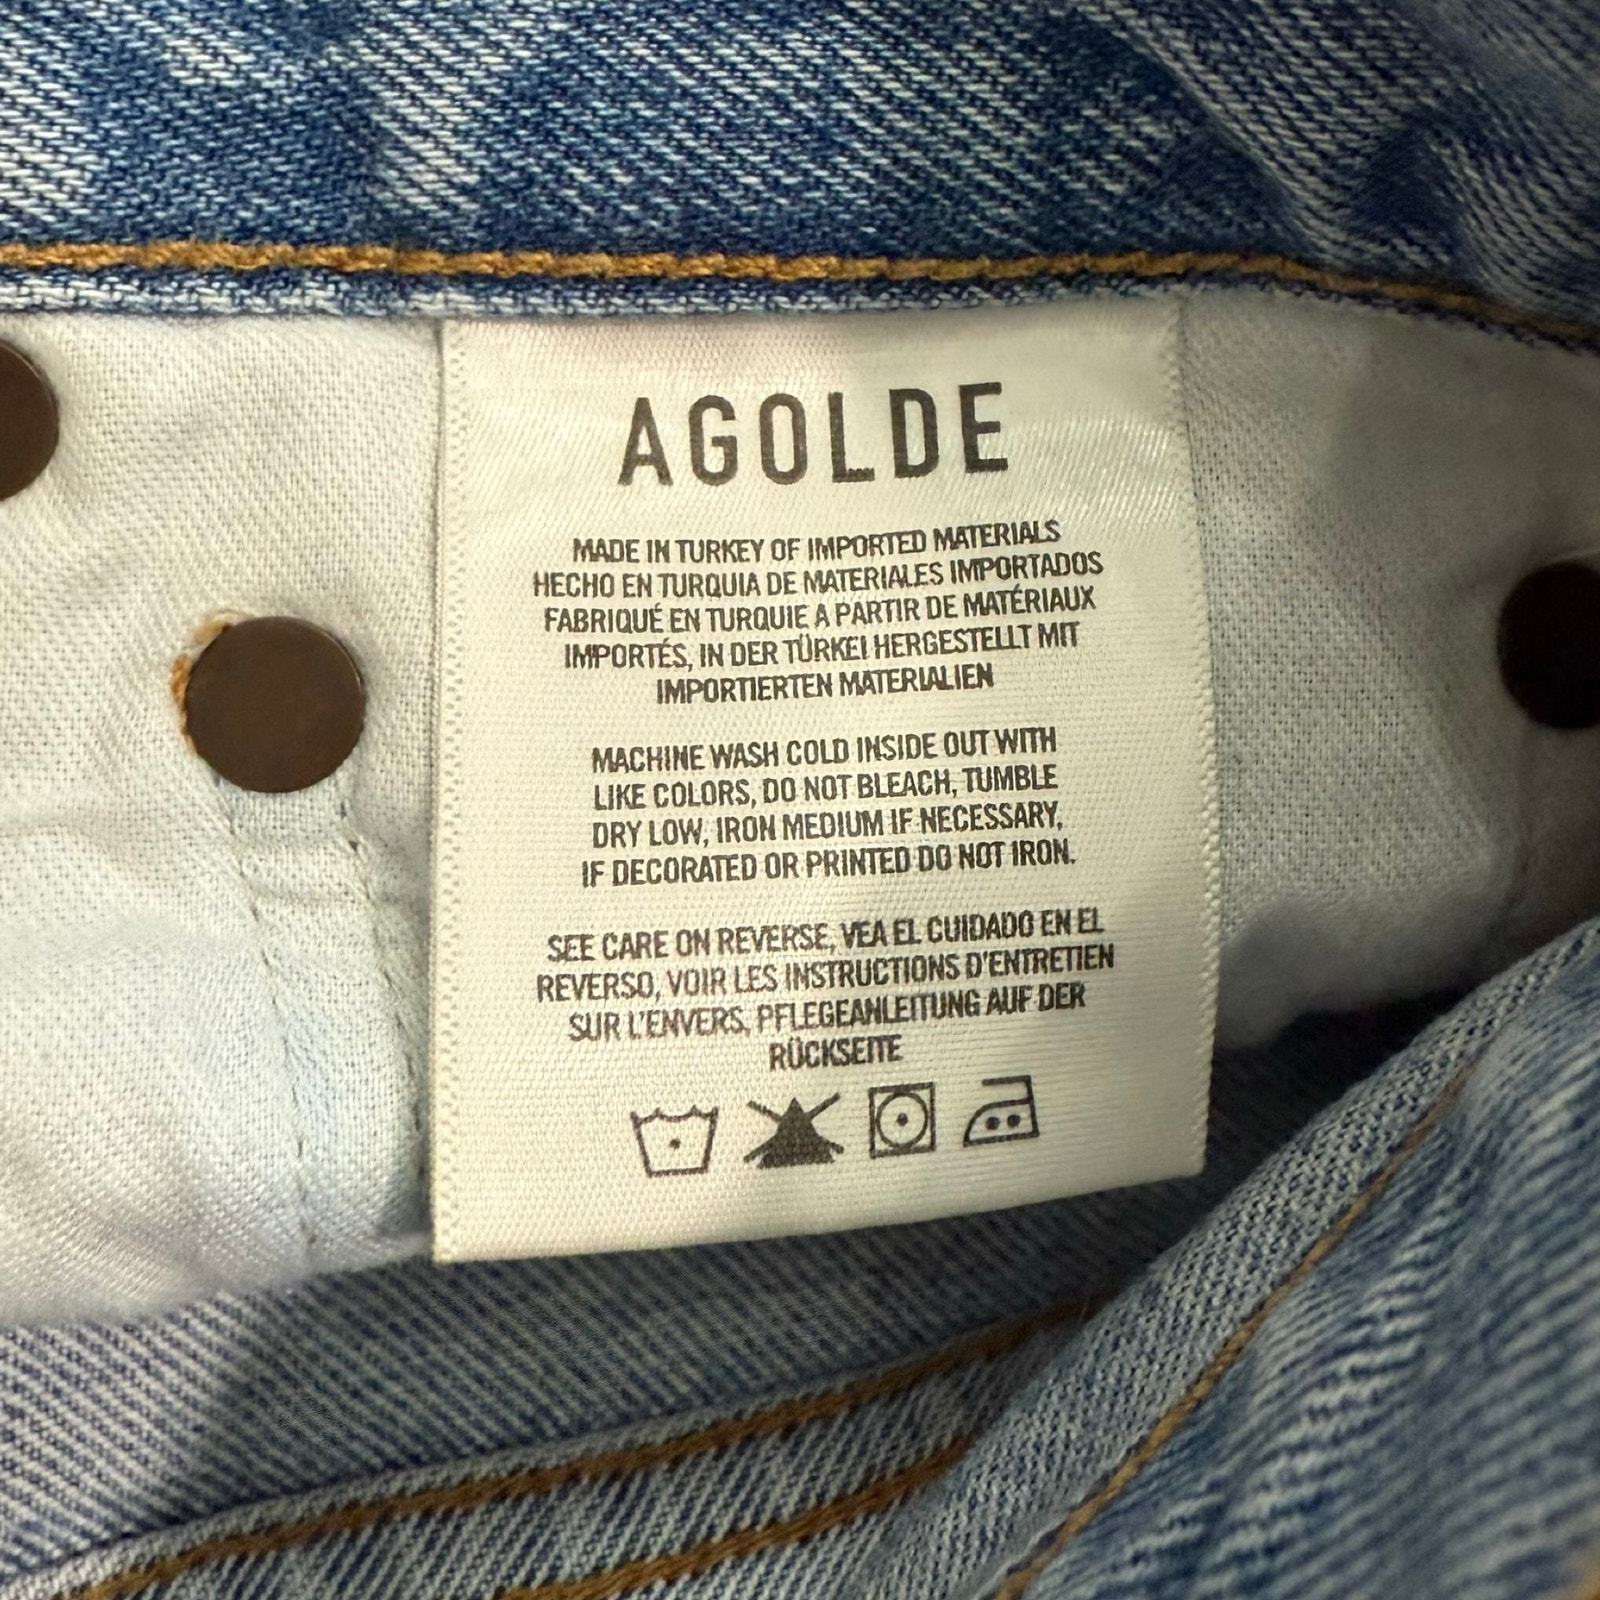 AGOLDE
MADE IN TURKEY OF IMPORTED MATERIALS
HECHO EN TURQUIA DE MATERIALES IMPORTADOS
FABRIQUÉ EN TURQUIE A PARTIR DE MATÉRIAUX
IMPORTÉS, IN DER TÜRKEI HERGESTELLT MIT
IMPORTIERTEN MATERIALIEN
MACHINE WASH COLD INSIDE OUT WITH
LIKE COLORS, DO NOT BLEACH, TUMBLE
DRY LOW, IRON MEDIUM IF NECESSARY,
IF DECORATED OR PRINTED DO NOT IRON.
SEE CARE ON REVERSE, VEA EL CUIDADO EN EL
REVERSO, VOIR LES INSTRUCTIONS D'ENTRETIEN
SUR L'ENVERS, PFLEGEANLEITUNG AUF DER
RÜCKSEITE